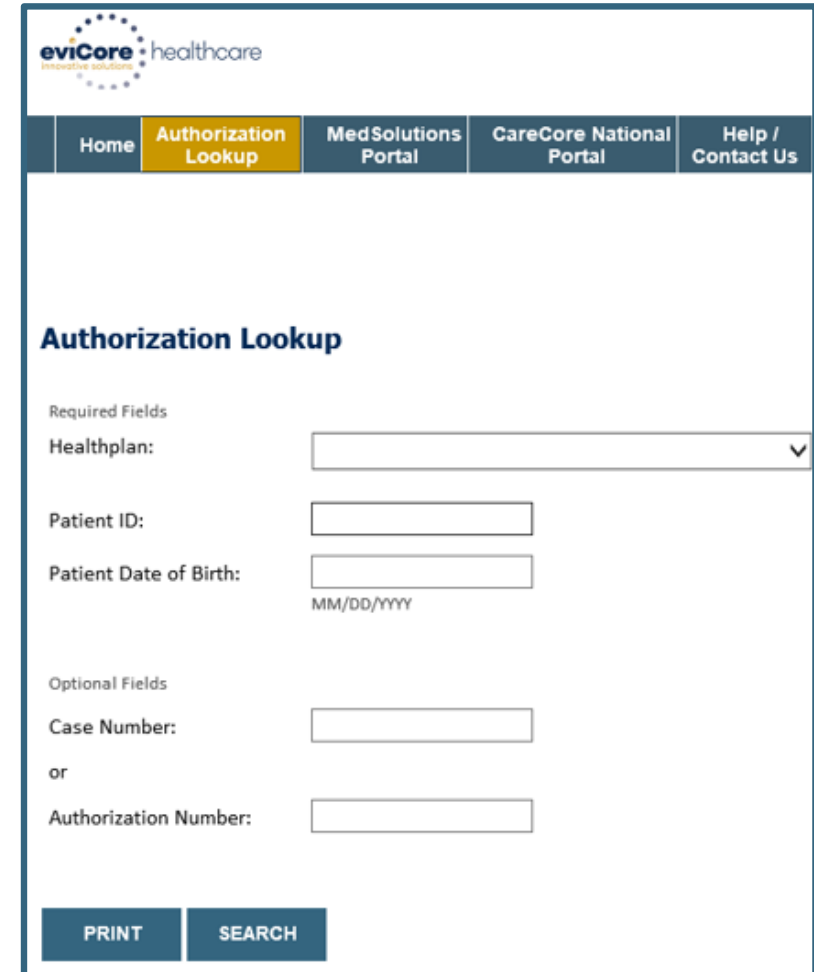 eviCore healthcare
innovative solutions
Home
Authorization
Lookup
MedSolutions
Portal
CareCore National
Portal
Help /
Contact Us
Authorization Lookup
Required Fields
Healthplan:
Patient ID:
Patient Date of Birth:
MM/DD/YYYY
Optional Fields
Case Number:
or
Authorization Number:
PRINT SEARCH